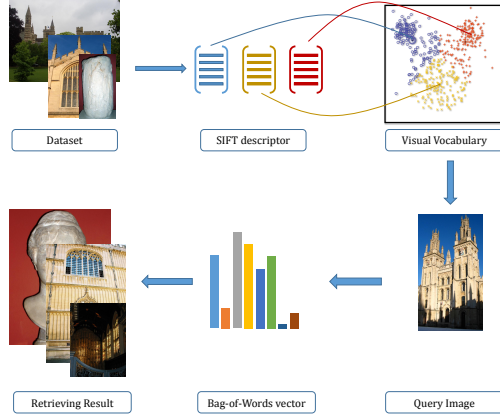 Dataset
SIFT descriptor
Visual Vocabulary
Retrieving Result
Bag-of-Words vector
Query Image